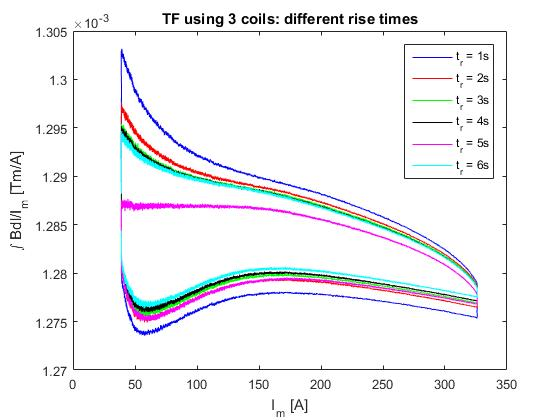 TF using 3 coils: different rise times
×10⁻³
1.305
1.3
1.295
1.29
1.285
1.28
1.275
1.27
∫ Bdl/I_m [Tm/A]
t_r = 1s
t_r = 2s
t_r = 3s
t_r = 4s
t_r = 5s
t_r = 6s
0 50 100 150 200 250 300 350
I_m [A]